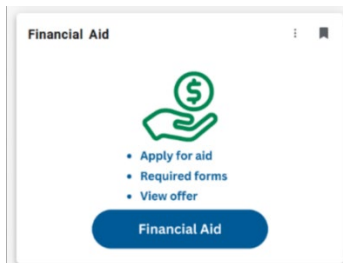 Financial Aid
$
• Apply for aid
• Required forms
• View offer
Financial Aid